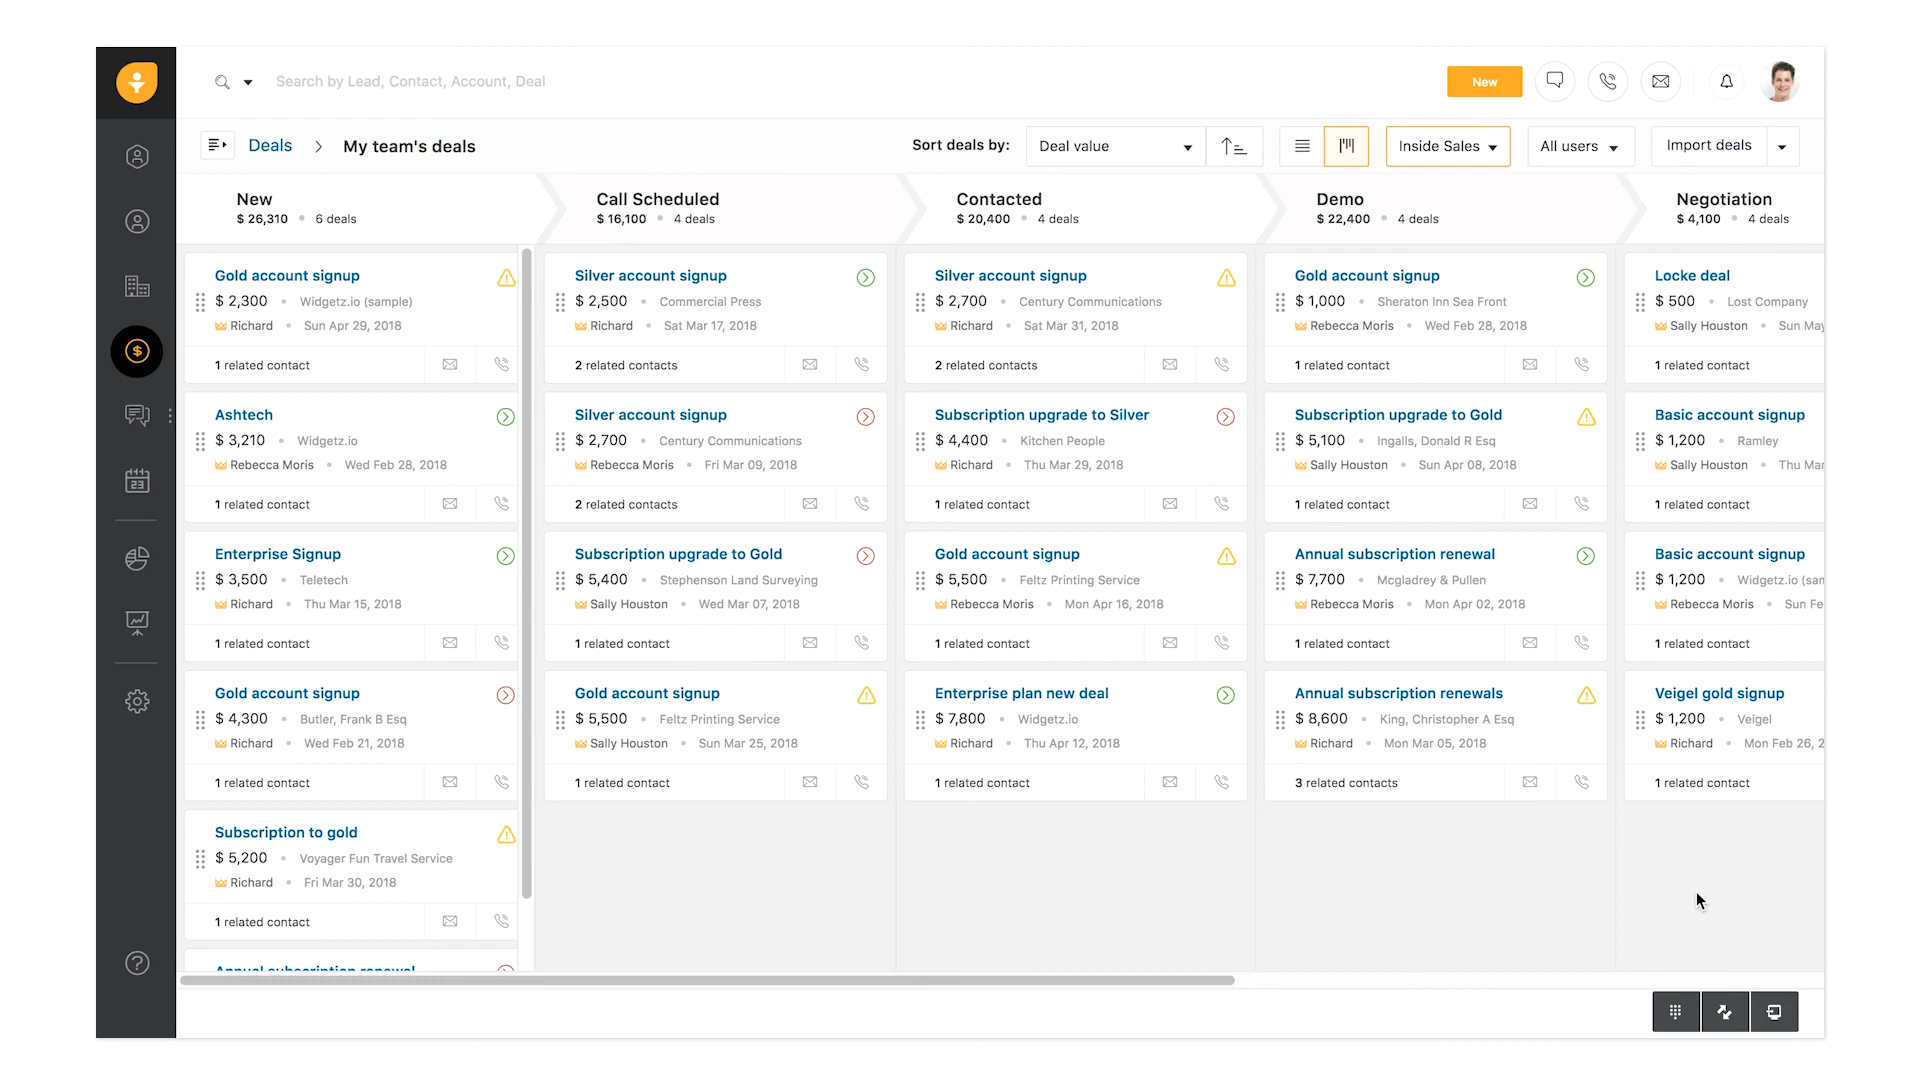 Search by Lead, Contact, Account, Deal
New
Deals > My team's deals
Sort deals by: Deal value
Inside Sales
All users
Import deals
New
$ 26,310 • 6 deals
Call Scheduled
$ 16,100 • 4 deals
Contacted
$ 20,400 • 4 deals
Demo
$ 22,400 • 4 deals
Negotiation
$ 4,100 • 4 deals
Gold account signup
$ 2,300 • Widgetz.io (sample)
Richard • Sun Apr 29, 2018
1 related contact
Ashtech
$ 3,210 • Widgetz.io
Rebecca Moris • Wed Feb 28, 2018
1 related contact
Enterprise Signup
$ 3,500 • Teletech
Richard • Thu Mar 15, 2018
1 related contact
Gold account signup
$ 4,300 • Butler, Frank B Esq
Richard • Wed Feb 21, 2018
1 related contact
Subscription to gold
$ 5,200 • Voyager Fun Travel Service
Richard • Fri Mar 30, 2018
1 related contact
Annual subscription renewal
Silver account signup
$ 2,500 • Commercial Press
Richard • Sat Mar 17, 2018
2 related contacts
Silver account signup
$ 2,700 • Century Communications
Rebecca Moris • Fri Mar 09, 2018
2 related contacts
Subscription upgrade to Gold
$ 5,400 • Stephenson Land Surveying
Sally Houston • Wed Mar 07, 2018
1 related contact
Gold account signup
$ 5,500 • Feltz Printing Service
Sally Houston • Sun Mar 25, 2018
1 related contact
Silver account signup
$ 2,700 • Century Communications
Richard • Sat Mar 31, 2018
2 related contacts
Subscription upgrade to Silver
$ 4,400 • Kitchen People
Richard • Thu Mar 29, 2018
1 related contact
Gold account signup
$ 5,500 • Feltz Printing Service
Rebecca Moris • Mon Apr 16, 2018
1 related contact
Enterprise plan new deal
$ 7,800 • Widgetz.io
Richard • Thu Apr 12, 2018
1 related contact
Gold account signup
$ 1,000 • Sheraton Inn Sea Front
Rebecca Moris • Wed Feb 28, 2018
1 related contact
Subscription upgrade to Gold
$ 5,100 • Ingalls, Donald R Esq
Sally Houston • Sun Apr 08, 2018
1 related contact
Annual subscription renewal
$ 7,700 • Mcgladrey & Pullen
Rebecca Moris • Mon Apr 02, 2018
1 related contact
Annual subscription renewals
$ 8,600 • King, Christopher A Esq
Richard • Mon Mar 05, 2018
3 related contacts
Locke deal
$ 500 • Lost Company
Sally Houston • Sun May
1 related contact
Basic account signup
$ 1,200 • Ramley
Sally Houston • Thu Mar
1 related contact
Basic account signup
$ 1,200 • Widgetz.io (sam
Rebecca Moris • Sun Fe
1 related contact
Veigel gold signup
$ 1,200 • Veigel
Richard • Mon Feb 26, 2
1 related contact
23